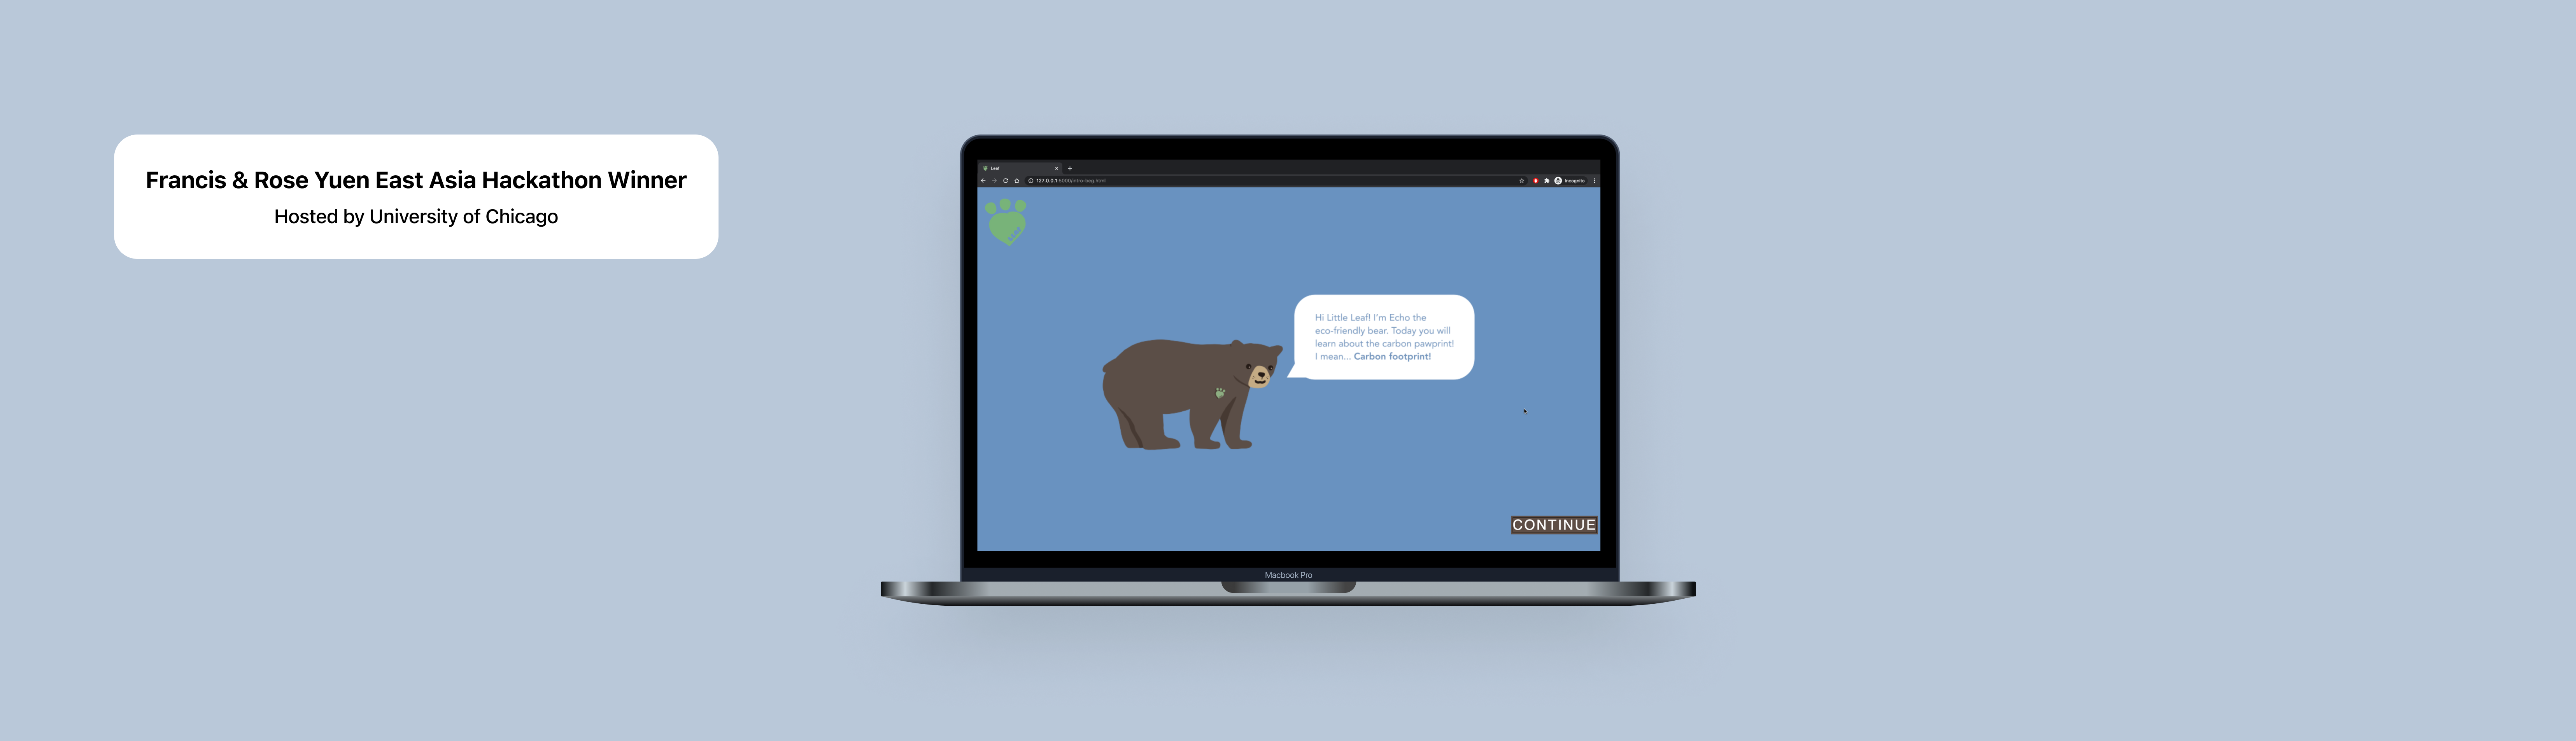 Francis & Rose Yuen East Asia Hackathon Winner
Hosted by University of Chicago
Leaf
127.0.0.1:5000/intro-beg.html
Incognito
Hi Little Leaf! I'm Echo the
eco-friendly bear. Today you will
learn about the carbon pawprint!
I mean... Carbon footprint!
CONTINUE
Macbook Pro